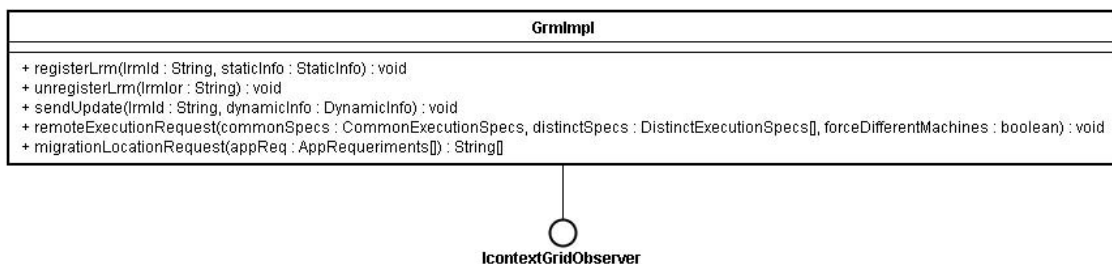 GrmImpl
+ registerLrm(lrmId : String, staticInfo : StaticInfo) : void
+ unregisterLrm(lrmIor : String) : void
+ sendUpdate(lrmId : String, dynamicInfo : DynamicInfo) : void
+ remoteExecutionRequest(commonSpecs : CommonExecutionSpecs, distinctSpecs : DistinctExecutionSpecs[], forceDifferentMachines : boolean) : void
+ migrationLocationRequest(appReq : AppRequeriments[]) : String[]
IcontextGridObserver